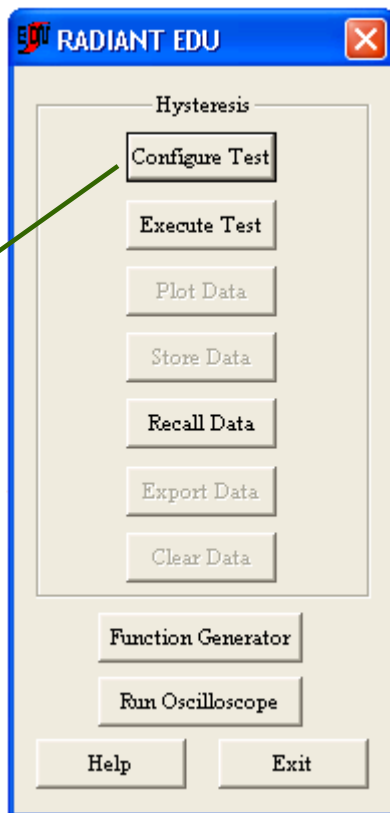 EDU RADIANT EDU
Hysteresis
Configure Test
Execute Test
Plot Data
Store Data
Recall Data
Export Data
Clear Data
Function Generator
Run Oscilloscope
Help Exit